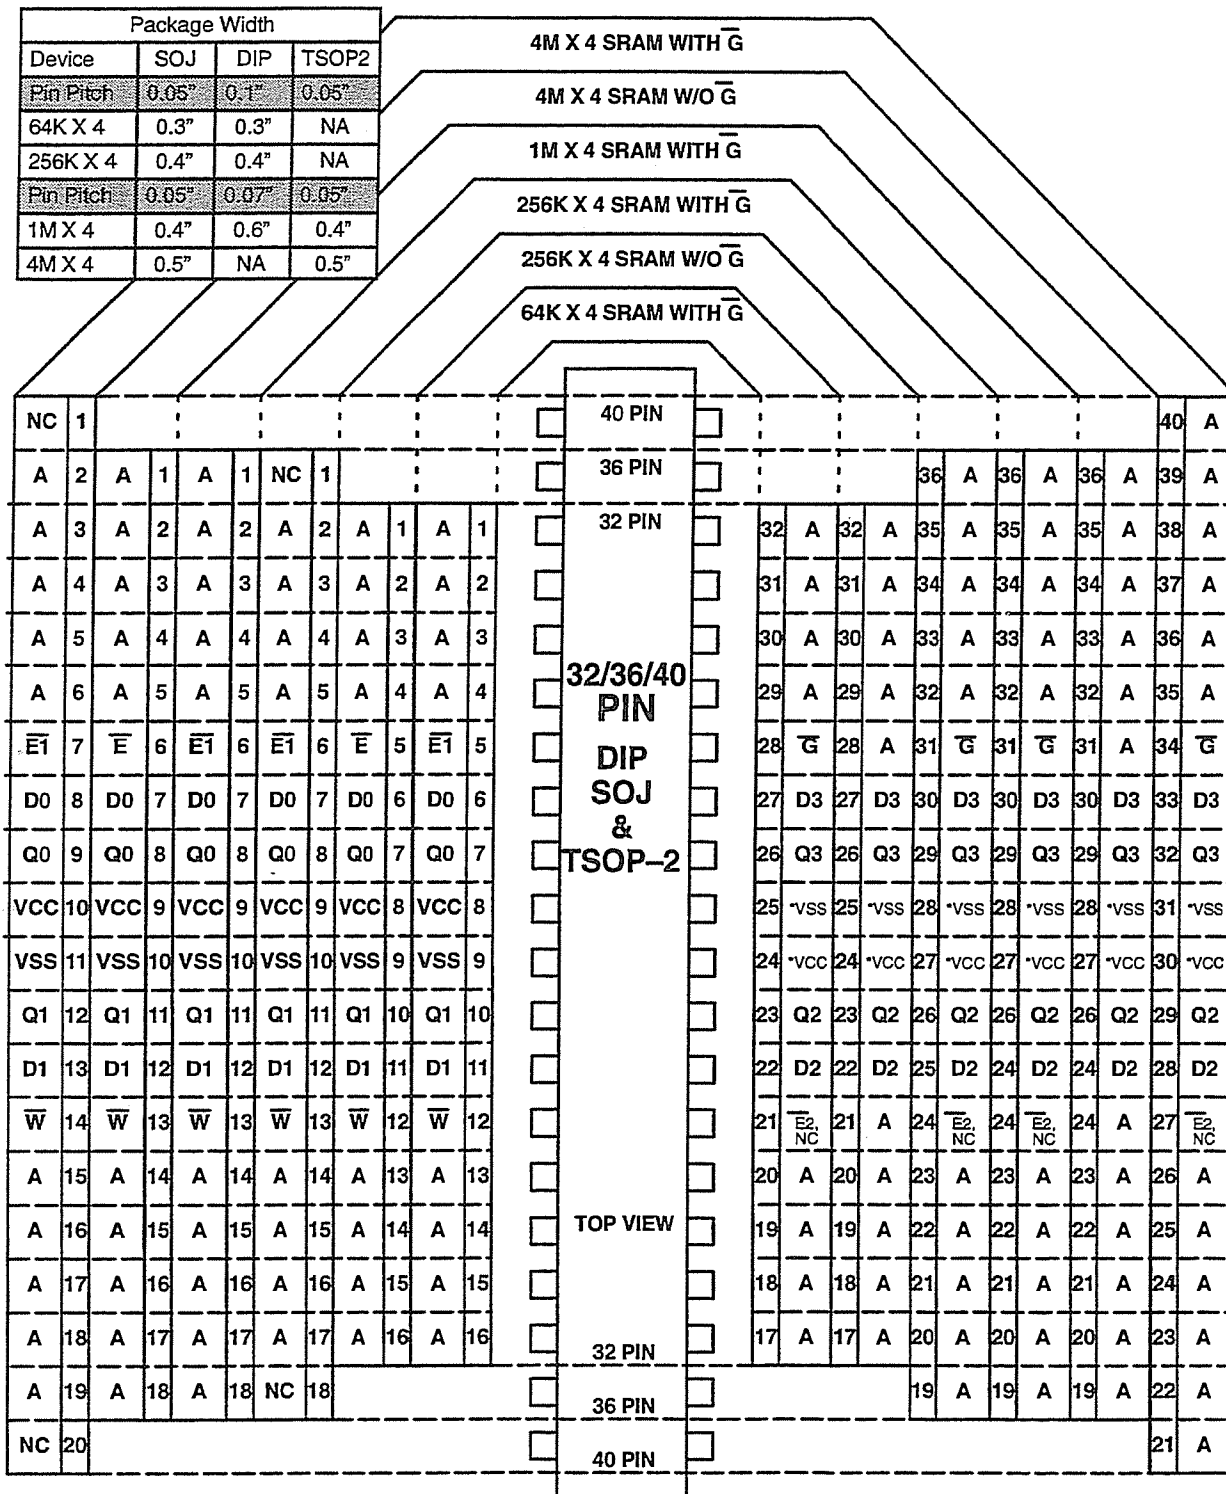 Package Width
Device SOJ DIP TSOP2
Pin Pitch 0.05" 0.1" 0.05"
64K X 4 0.3" 0.3" NA
256K X 4 0.4" 0.4" NA
Pin Pitch 0.05" 0.07" 0.05"
1M X 4 0.4" 0.6" 0.4"
4M X 4 0.5" NA 0.5"
4M X 4 SRAM WITH G̅
4M X 4 SRAM W/O G̅
1M X 4 SRAM WITH G̅
256K X 4 SRAM WITH G̅
256K X 4 SRAM W/O G̅
64K X 4 SRAM WITH G̅
NC 1 40 PIN 40 A
A 2 A 1 A 1 NC 1 36 PIN 36 A 36 A 36 A 39 A
A 3 A 2 A 2 A 2 A 1 A 1 32 PIN 32 A 32 A 35 A 35 A 35 A 38 A
A 4 A 3 A 3 A 3 A 2 A 2 31 A 31 A 34 A 34 A 34 A 37 A
A 5 A 4 A 4 A 4 A 3 A 3 30 A 30 A 33 A 33 A 33 A 36 A
A 6 A 5 A 5 A 5 A 4 A 4 29 A 29 A 32 A 32 A 32 A 35 A
E̅1̅ 7 E̅ 6 E̅1̅ 6 E̅1̅ 6 E̅ 5 E̅1̅ 5 28 G̅ 28 A 31 G̅ 31 G̅ 31 A 34 G̅
D0 8 D0 7 D0 7 D0 7 D0 6 D0 6 27 D3 27 D3 30 D3 30 D3 30 D3 33 D3
Q0 9 Q0 8 Q0 8 Q0 8 Q0 7 Q0 7 26 Q3 26 Q3 29 Q3 29 Q3 29 Q3 32 Q3
VCC 10 VCC 9 VCC 9 VCC 9 VCC 8 VCC 8 25 *VSS 25 *VSS 28 *VSS 28 *VSS 28 *VSS 31 *VSS
VSS 11 VSS 10 VSS 10 VSS 10 VSS 9 VSS 9 24 *VCC 24 *VCC 27 *VCC 27 *VCC 27 *VCC 30 *VCC
Q1 12 Q1 11 Q1 11 Q1 11 Q1 10 Q1 10 23 Q2 23 Q2 26 Q2 26 Q2 26 Q2 29 Q2
D1 13 D1 12 D1 12 D1 12 D1 11 D1 11 22 D2 22 D2 25 D2 24 D2 24 D2 28 D2
W̅ 14 W̅ 13 W̅ 13 W̅ 13 W̅ 12 W̅ 12 21 E̅2̅, NC 21 A 24 E̅2̅, NC 24 E̅2̅, NC 24 A 27 E̅2̅, NC
A 15 A 14 A 14 A 14 A 13 A 13 20 A 20 A 23 A 23 A 23 A 26 A
A 16 A 15 A 15 A 15 A 14 A 14 TOP VIEW 19 A 19 A 22 A 22 A 22 A 25 A
A 17 A 16 A 16 A 16 A 15 A 15 18 A 18 A 21 A 21 A 21 A 24 A
A 18 A 17 A 17 A 17 A 16 A 16 32 PIN 17 A 17 A 20 A 20 A 20 A 23 A
A 19 A 18 A 18 NC 18 36 PIN 19 A 19 A 19 A 22 A
NC 20 40 PIN 21 A
32/36/40
PIN
DIP
SOJ
&
TSOP–2